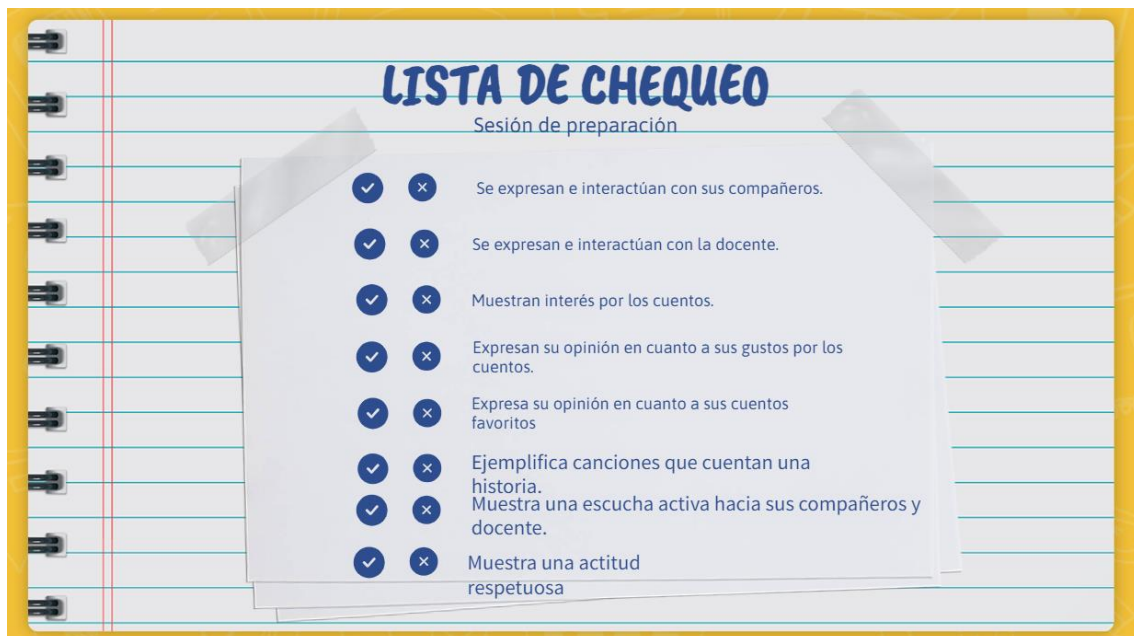 LISTA DE CHEQUEO
Sesión de preparación
Se expresan e interactúan con sus compañeros.
Se expresan e interactúan con la docente.
Muestran interés por los cuentos.
Expresan su opinión en cuanto a sus gustos por los
cuentos.
Expresa su opinión en cuanto a sus cuentos
favoritos
Ejemplifica canciones que cuentan una
historia.
Muestra una escucha activa hacia sus compañeros y
docente.
Muestra una actitud
respetuosa